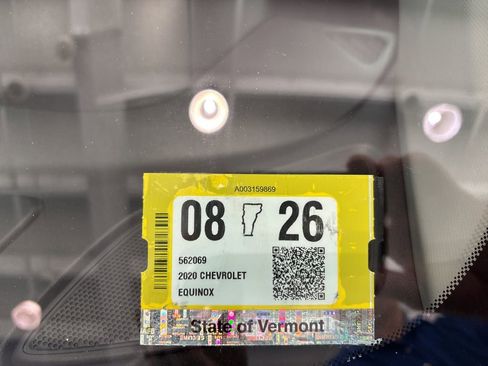 A003159869
08 26
562069
2020 CHEVROLET
EQUINOX
State of Vermont